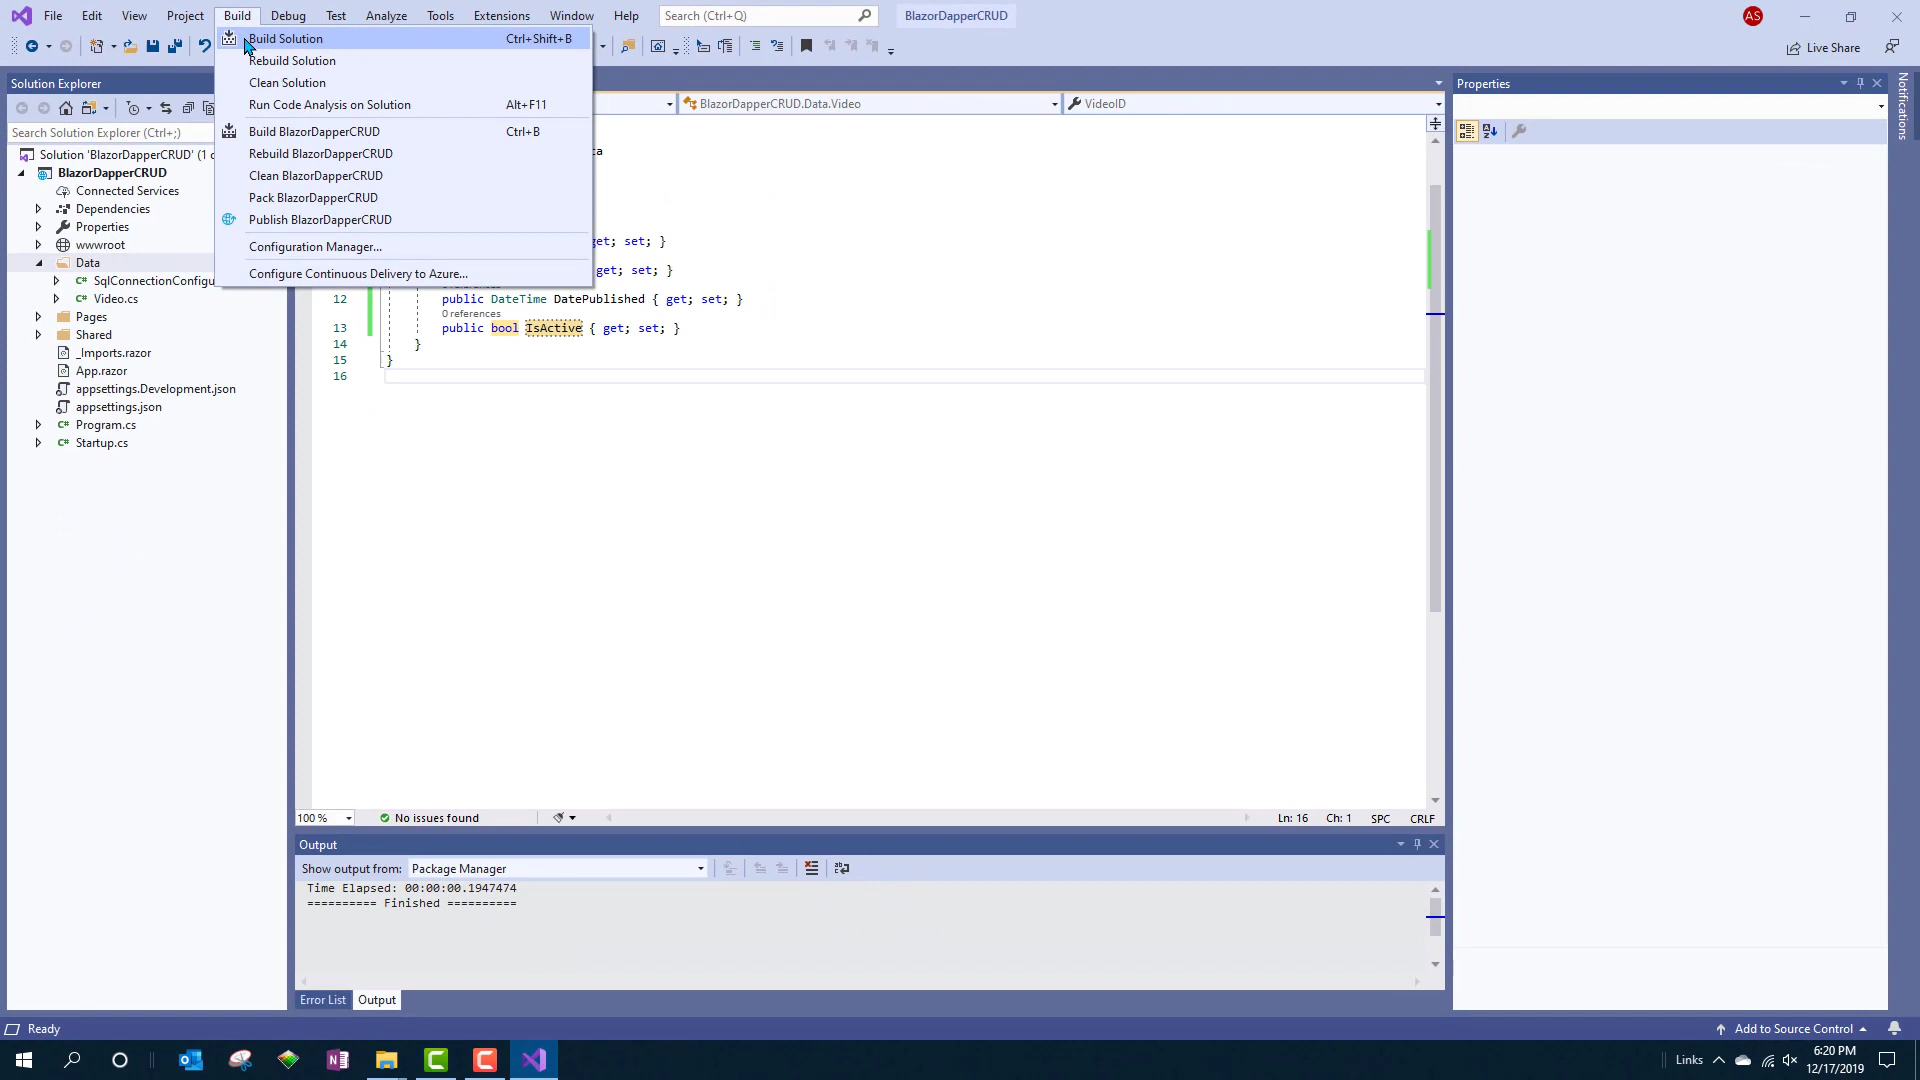 File Edit View Project Build Debug Test Analyze Tools Extensions Window Help Search (Ctrl+Q) BlazorDapperCRUD AS
Live Share
Build Solution Ctrl+Shift+B
Rebuild Solution
Clean Solution
Run Code Analysis on Solution Alt+F11
Build BlazorDapperCRUD Ctrl+B
Rebuild BlazorDapperCRUD
Clean BlazorDapperCRUD
Pack BlazorDapperCRUD
Publish BlazorDapperCRUD
Configuration Manager...
Configure Continuous Delivery to Azure...
Solution Explorer
Search Solution Explorer (Ctrl+;)
Solution 'BlazorDapperCRUD' (1 o
BlazorDapperCRUD
Connected Services
Dependencies
Properties
wwwroot
Data
SqlConnectionConfigu
Video.cs
Pages
Shared
_Imports.razor
App.razor
appsettings.Development.json
appsettings.json
Program.cs
Startup.cs
BlazorDapperCRUD.Data.Video VideoID
ta
get; set; }
get; set; }
12 public DateTime DatePublished { get; set; }
0 references
13 public bool IsActive { get; set; }
14 }
15 }
16
100 % No issues found Ln: 16 Ch: 1 SPC CRLF
Output
Show output from: Package Manager
Time Elapsed: 00:00:00.1947474
========== Finished ==========
Error List Output
Properties
Notifications
Ready Add to Source Control
Links 6:20 PM
12/17/2019